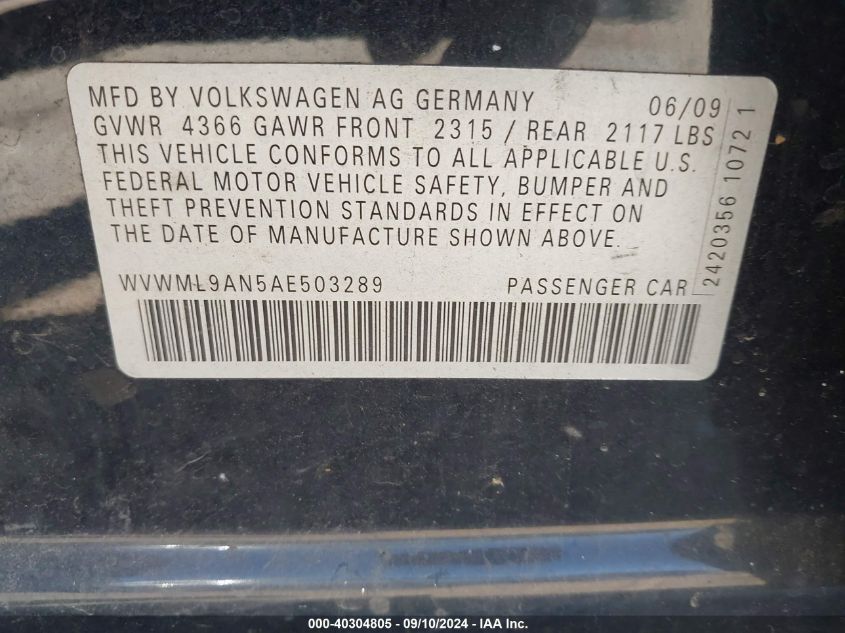 MFD BY VOLKSWAGEN AG GERMANY 06/09
GVWR 4366 GAWR FRONT 2315 / REAR 2117 LBS
THIS VEHICLE CONFORMS TO ALL APPLICABLE U.S.
FEDERAL MOTOR VEHICLE SAFETY, BUMPER AND
THEFT PREVENTION STANDARDS IN EFFECT ON
THE DATE OF MANUFACTURE SHOWN ABOVE.
WVWML9AN5AE503289 PASSENGER CAR
2420356 1072 1
000-40304805 - 09/10/2024 - IAA Inc.